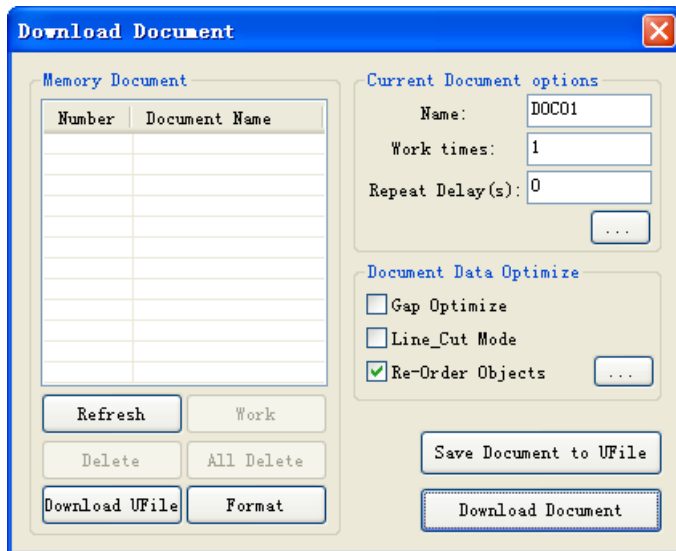 Download Document
Memory Document
Number Document Name
Refresh Work
Delete All Delete
Download UFile Format
Current Document options
Name: DOC01
Work times: 1
Repeat Delay(s): 0
...
Document Data Optimize
Gap Optimize
Line_Cut Mode
Re-Order Objects ...
Save Document to UFile
Download Document